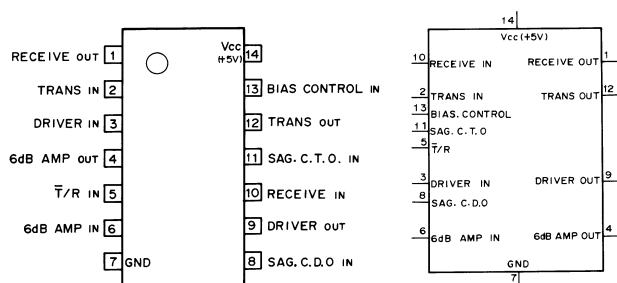 RECEIVE OUT 1
TRANS IN 2
DRIVER IN 3
6dB AMP OUT 4
T̅/R IN 5
6dB AMP IN 6
7 GND
Vcc 14
(+5V)
13 BIAS CONTROL IN
12 TRANS OUT
11 SAG. C.T.O. IN
10 RECEIVE IN
9 DRIVER OUT
8 SAG. C.D.O IN
14
Vcc (+5V)
10 RECEIVE IN RECEIVE OUT 1
2 TRANS IN TRANS OUT 12
13 BIAS. CONTROL
11 SAG. C.T.O
5 T̅/R
3 DRIVER IN DRIVER OUT 9
8 SAG. C.D.O
6 6dB AMP IN 6dB AMP OUT 4
GND
7